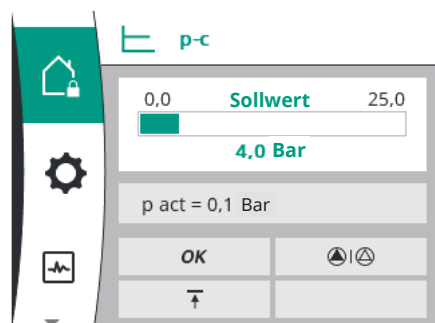 p-c
0,0 Sollwert 25,0
4,0 Bar
p act = 0,1 Bar
OK